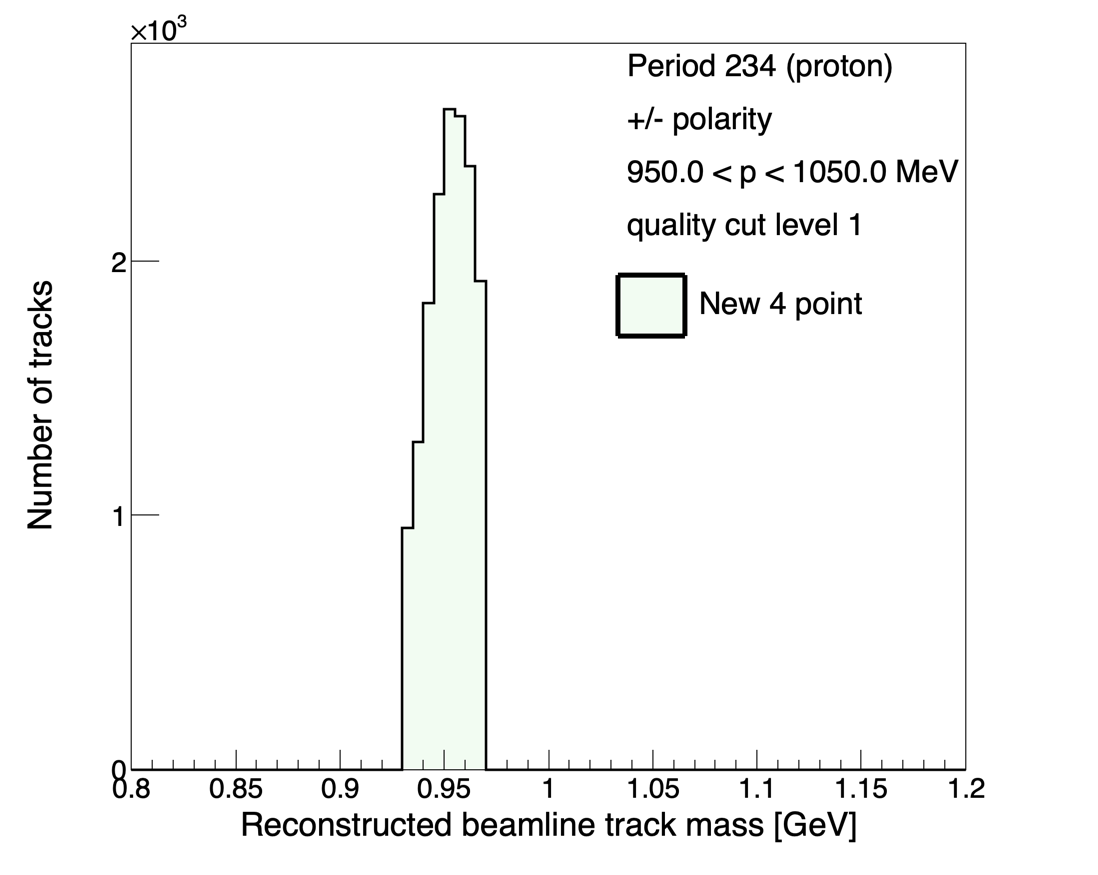 ×10³
Period 234 (proton)
+/- polarity
950.0 < p < 1050.0 MeV
quality cut level 1
New 4 point
2
1
0
0.8 0.85 0.9 0.95 1 1.05 1.1 1.15 1.2
Number of tracks
Reconstructed beamline track mass [GeV]